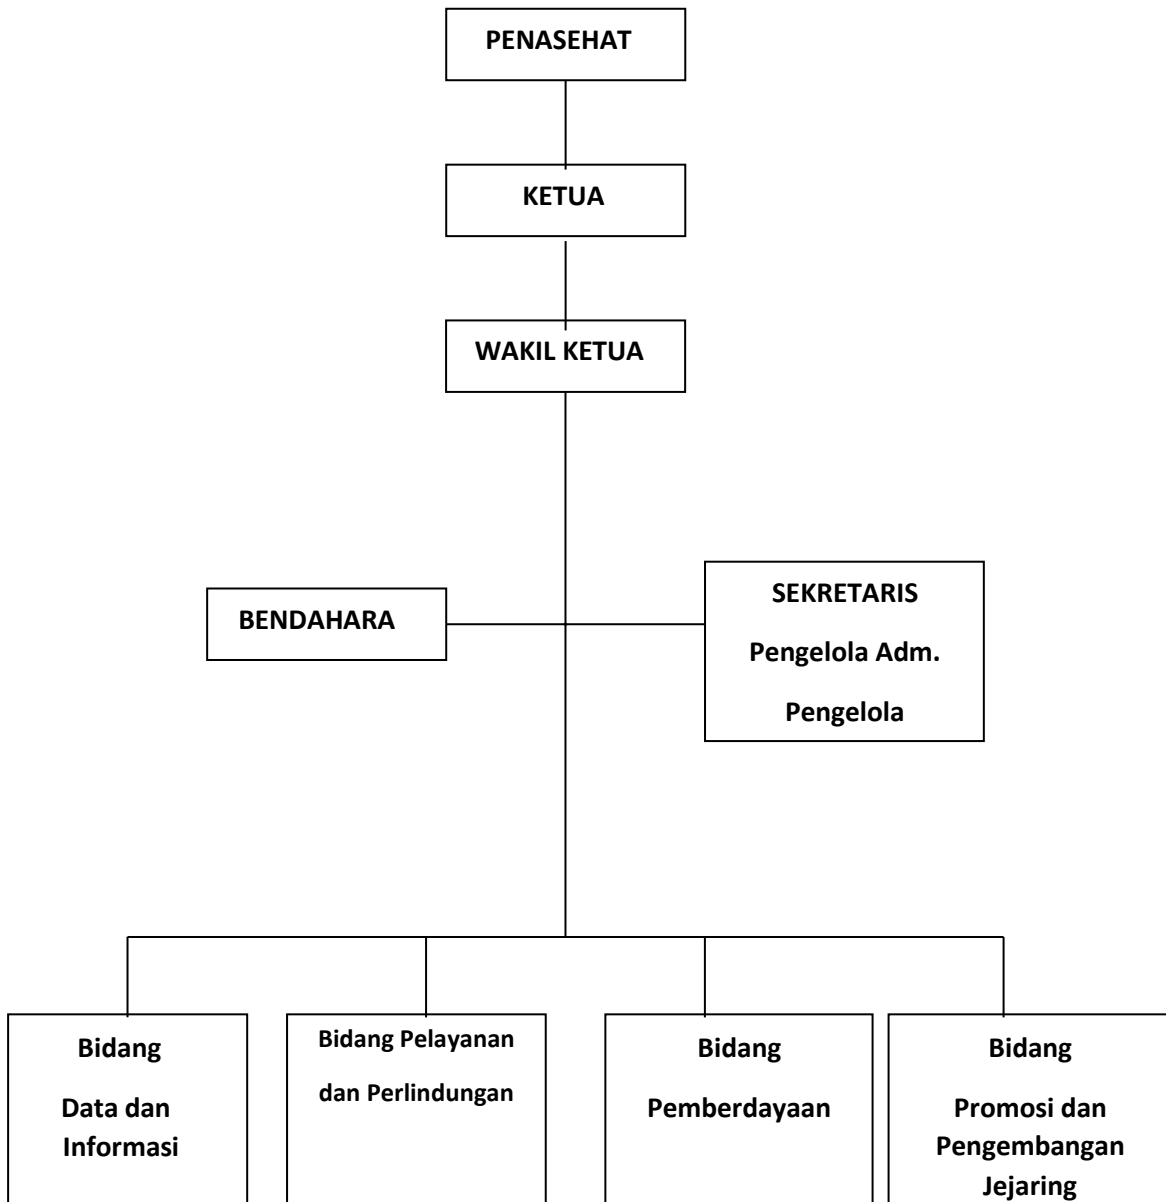 PENASEHAT
KETUA
WAKIL KETUA
BENDAHARA
SEKRETARIS
Pengelola Adm.
Pengelola
Bidang
Data dan
Informasi
Bidang Pelayanan
dan Perlindungan
Bidang
Pemberdayaan
Bidang
Promosi dan
Pengembangan
Jejaring